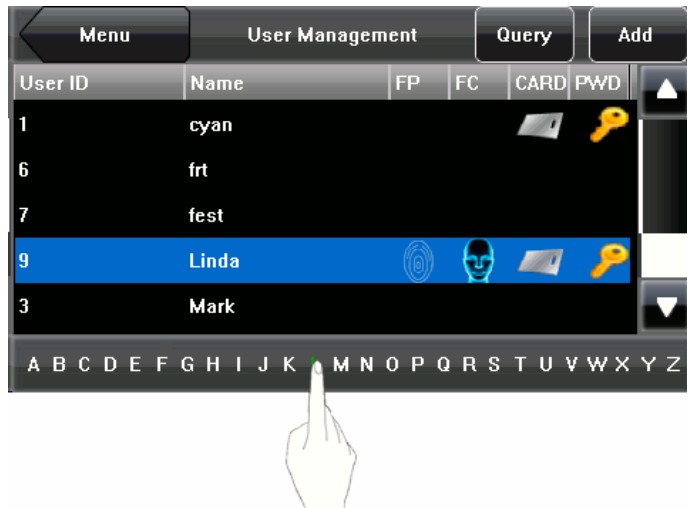 Menu User Management Query Add
User ID Name FP FC CARD PWD
1 cyan
6 frt
7 fest
9 Linda
3 Mark
A B C D E F G H I J K M N O P Q R S T U V W X Y Z